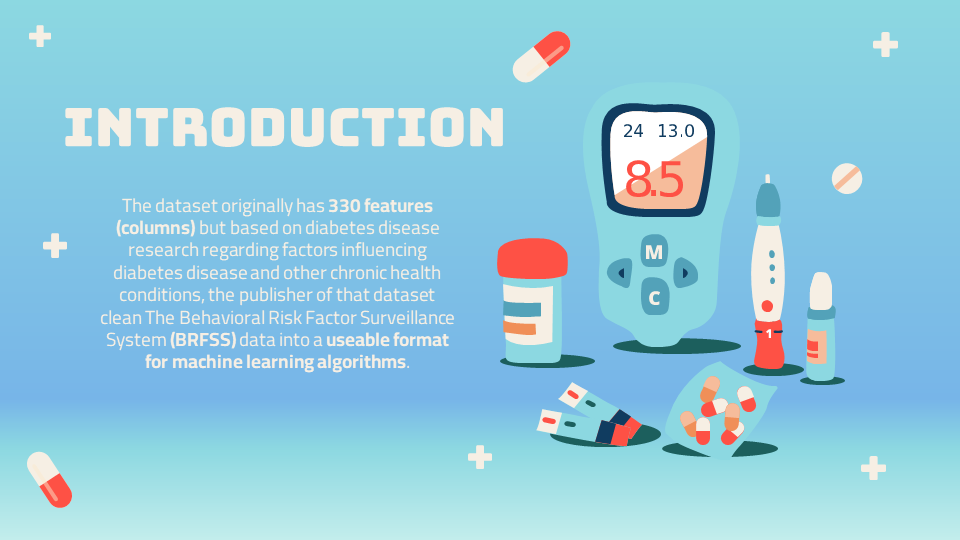 INTRODUCTION
The dataset originally has 330 features
(columns) but based on diabetes disease
research regarding factors influencing
diabetes disease and other chronic health
conditions, the publisher of that dataset
clean The Behavioral Risk Factor Surveillance
System (BRFSS) data into a useable format
for machine learning algorithms.
24 13.0
8.5
M
C
1